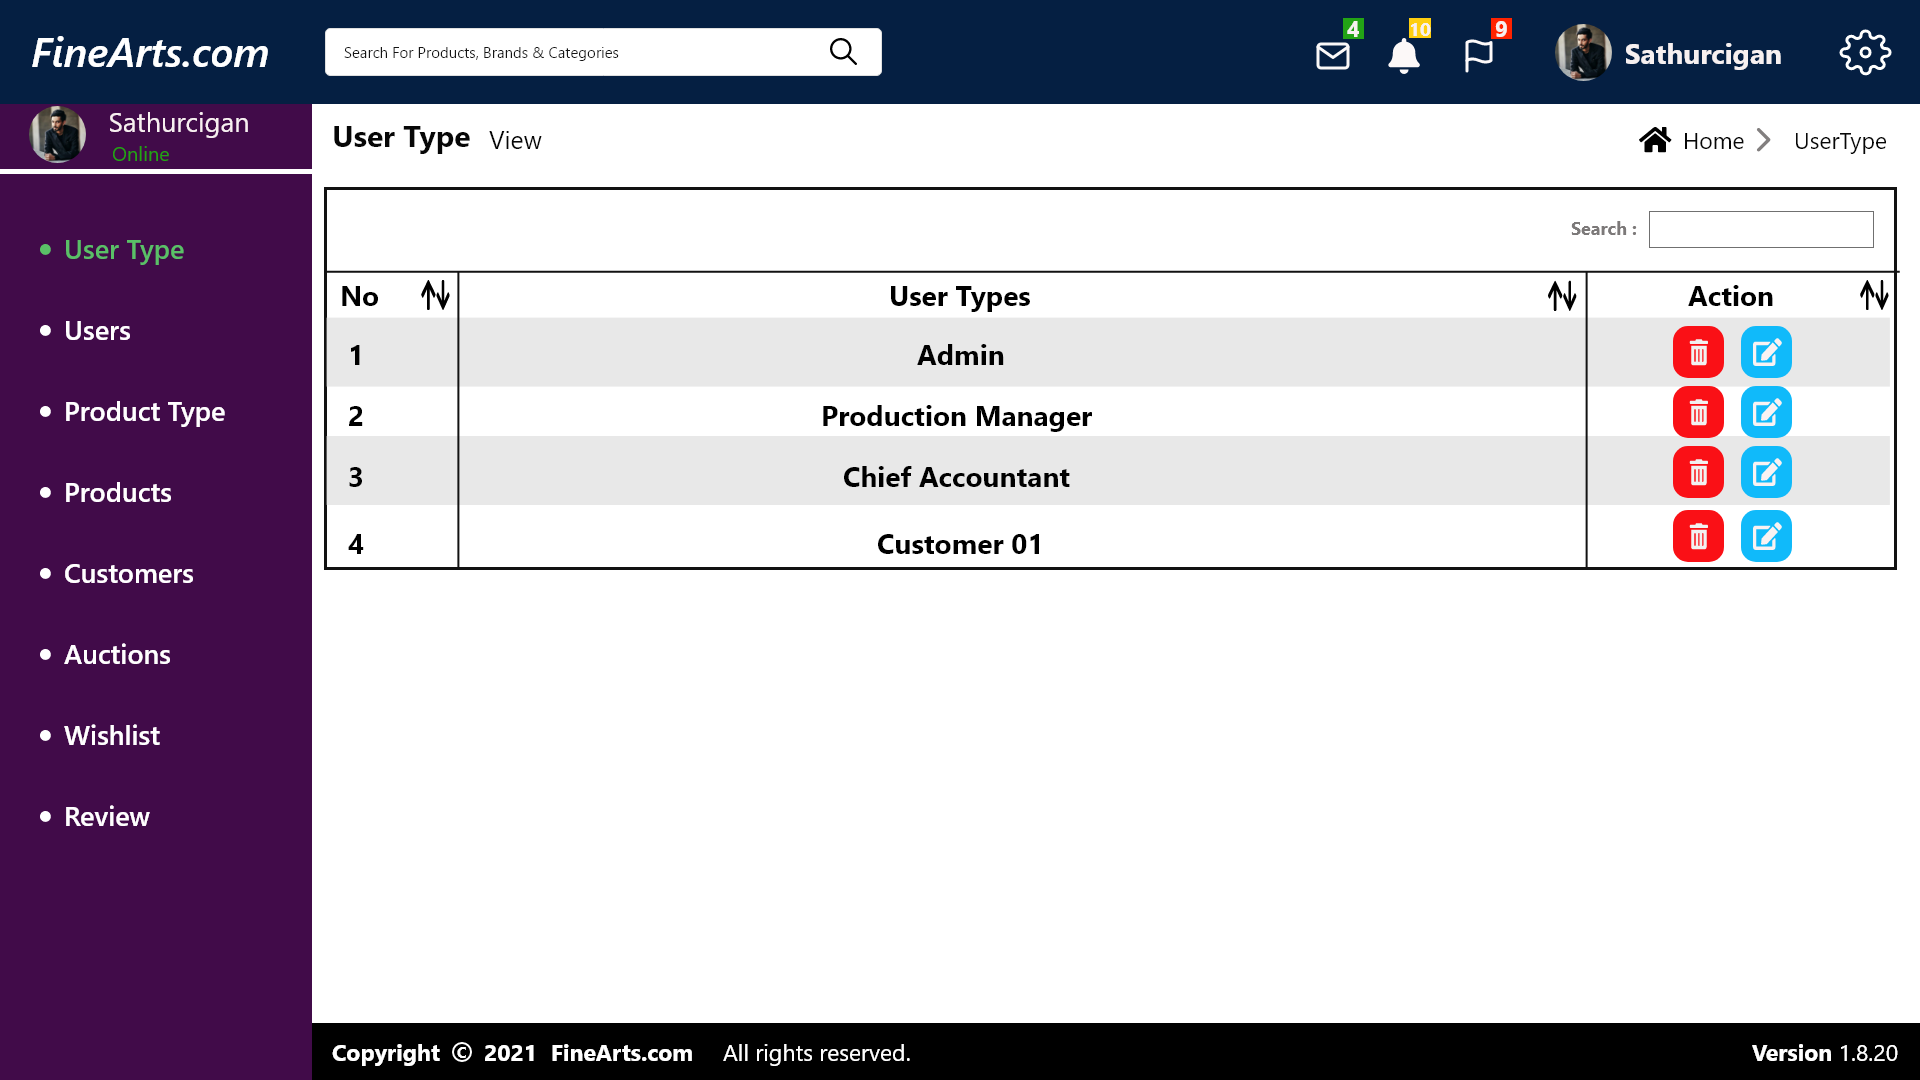 FineArts.com
Search For Products, Brands & Categories
4
10
9
Sathurcigan
Sathurcigan
Online
User Type View
Home UserType
User Type
Users
Product Type
Products
Customers
Auctions
Wishlist
Review
Search :
No User Types Action
1 Admin
2 Production Manager
3 Chief Accountant
4 Customer 01
Copyright © 2021 FineArts.com All rights reserved.
Version 1.8.20